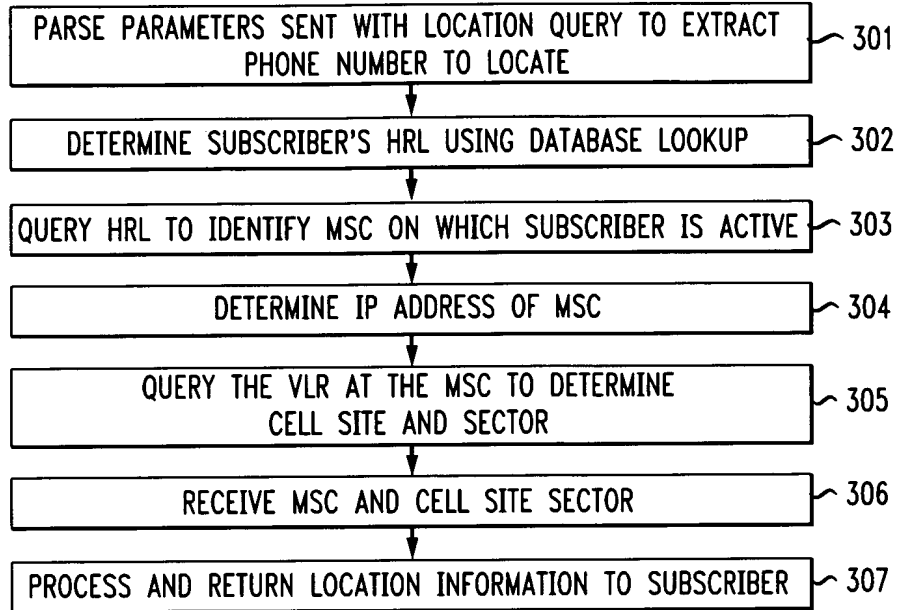 PARSE PARAMETERS SENT WITH LOCATION QUERY TO EXTRACT
PHONE NUMBER TO LOCATE
301
DETERMINE SUBSCRIBER'S HRL USING DATABASE LOOKUP
302
QUERY HRL TO IDENTIFY MSC ON WHICH SUBSCRIBER IS ACTIVE
303
DETERMINE IP ADDRESS OF MSC
304
QUERY THE VLR AT THE MSC TO DETERMINE
CELL SITE AND SECTOR
305
RECEIVE MSC AND CELL SITE SECTOR
306
PROCESS AND RETURN LOCATION INFORMATION TO SUBSCRIBER
307